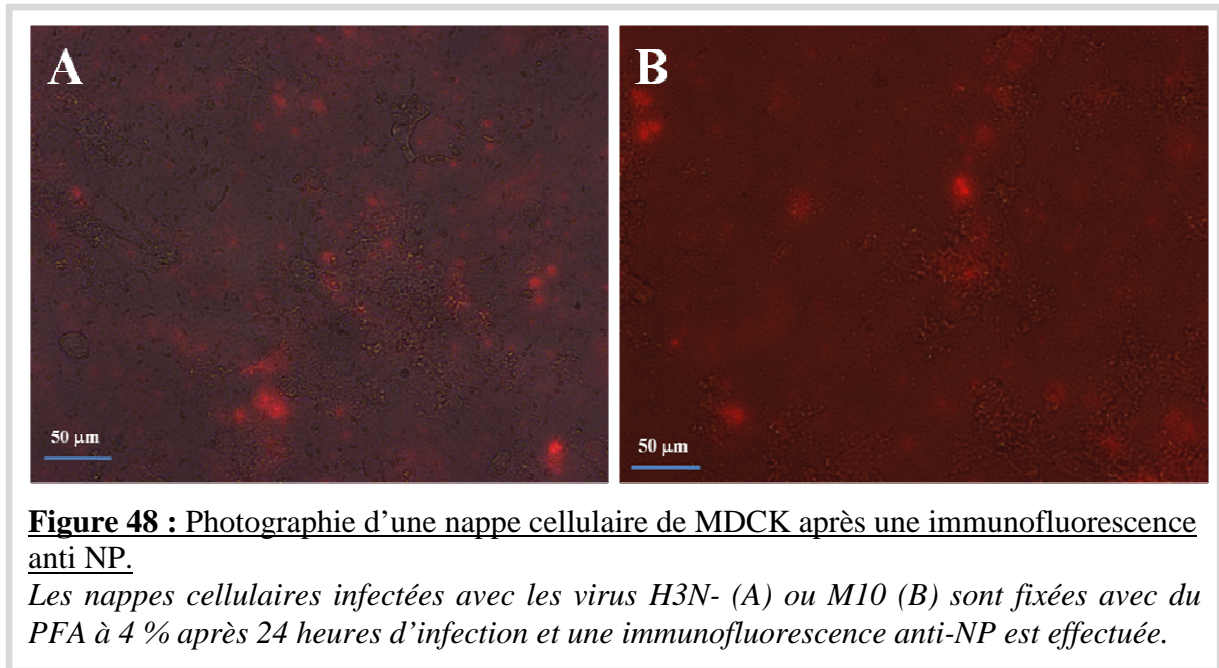 A
B
50 µm
50 µm
Figure 48 : Photographie d'une nappe cellulaire de MDCK après une immunofluorescence
anti NP.
Les nappes cellulaires infectées avec les virus H3N- (A) ou M10 (B) sont fixées avec du
PFA à 4 % après 24 heures d'infection et une immunofluorescence anti-NP est effectuée.